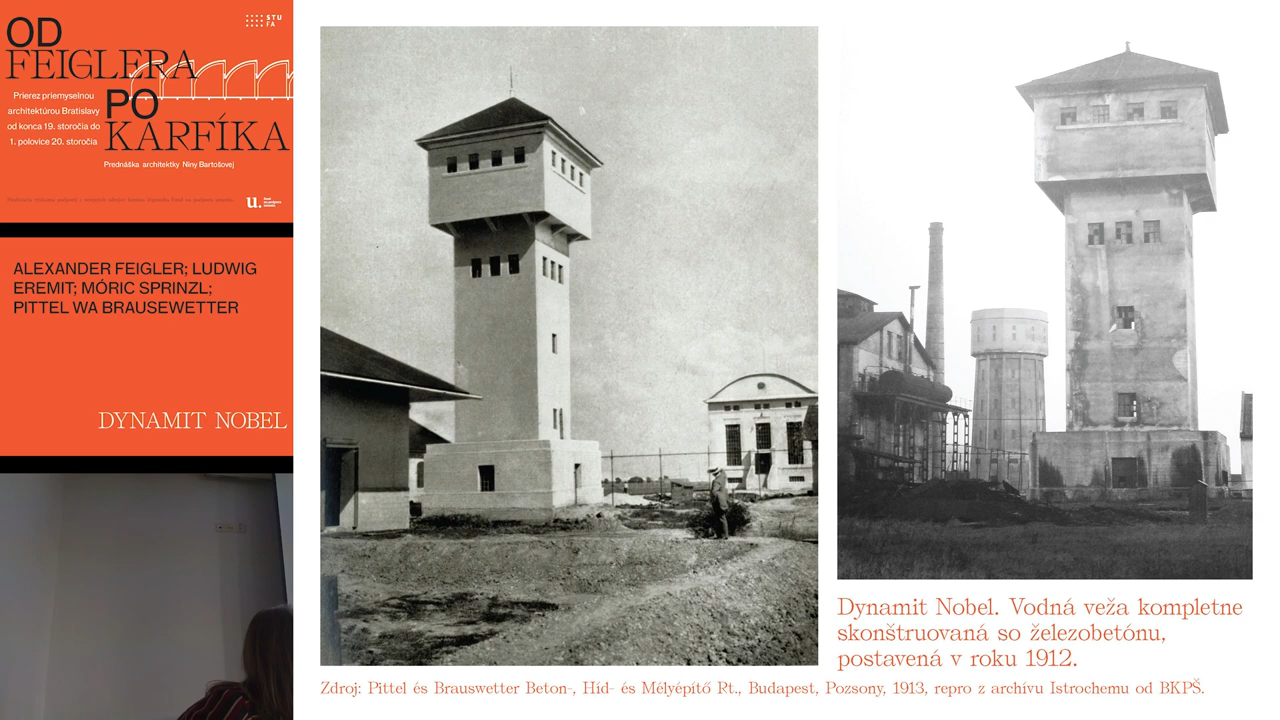 OD
FEIGLERA
PO
KARFÍKA
STU
FA
Prierez priemyselnou
architektúrou Bratislavy
od konca 19. storočia do
1. polovice 20. storočia
Prednáška architektky Niny Bartošovej
u.
ALEXANDER FEIGLER; LUDWIG
EREMIT; MÓRIC SPRINZL;
PITTEL WA BRAUSEWETTER
DYNAMIT NOBEL
Dynamit Nobel. Vodná veža kompletne
skonštruovaná so železobetónu,
postavená v roku 1912.
Zdroj: Pittel és Brauswetter Beton-, Híd- és Mélyépítő Rt., Budapest, Pozsony, 1913, repro z archívu Istrochemu od BKPŠ.